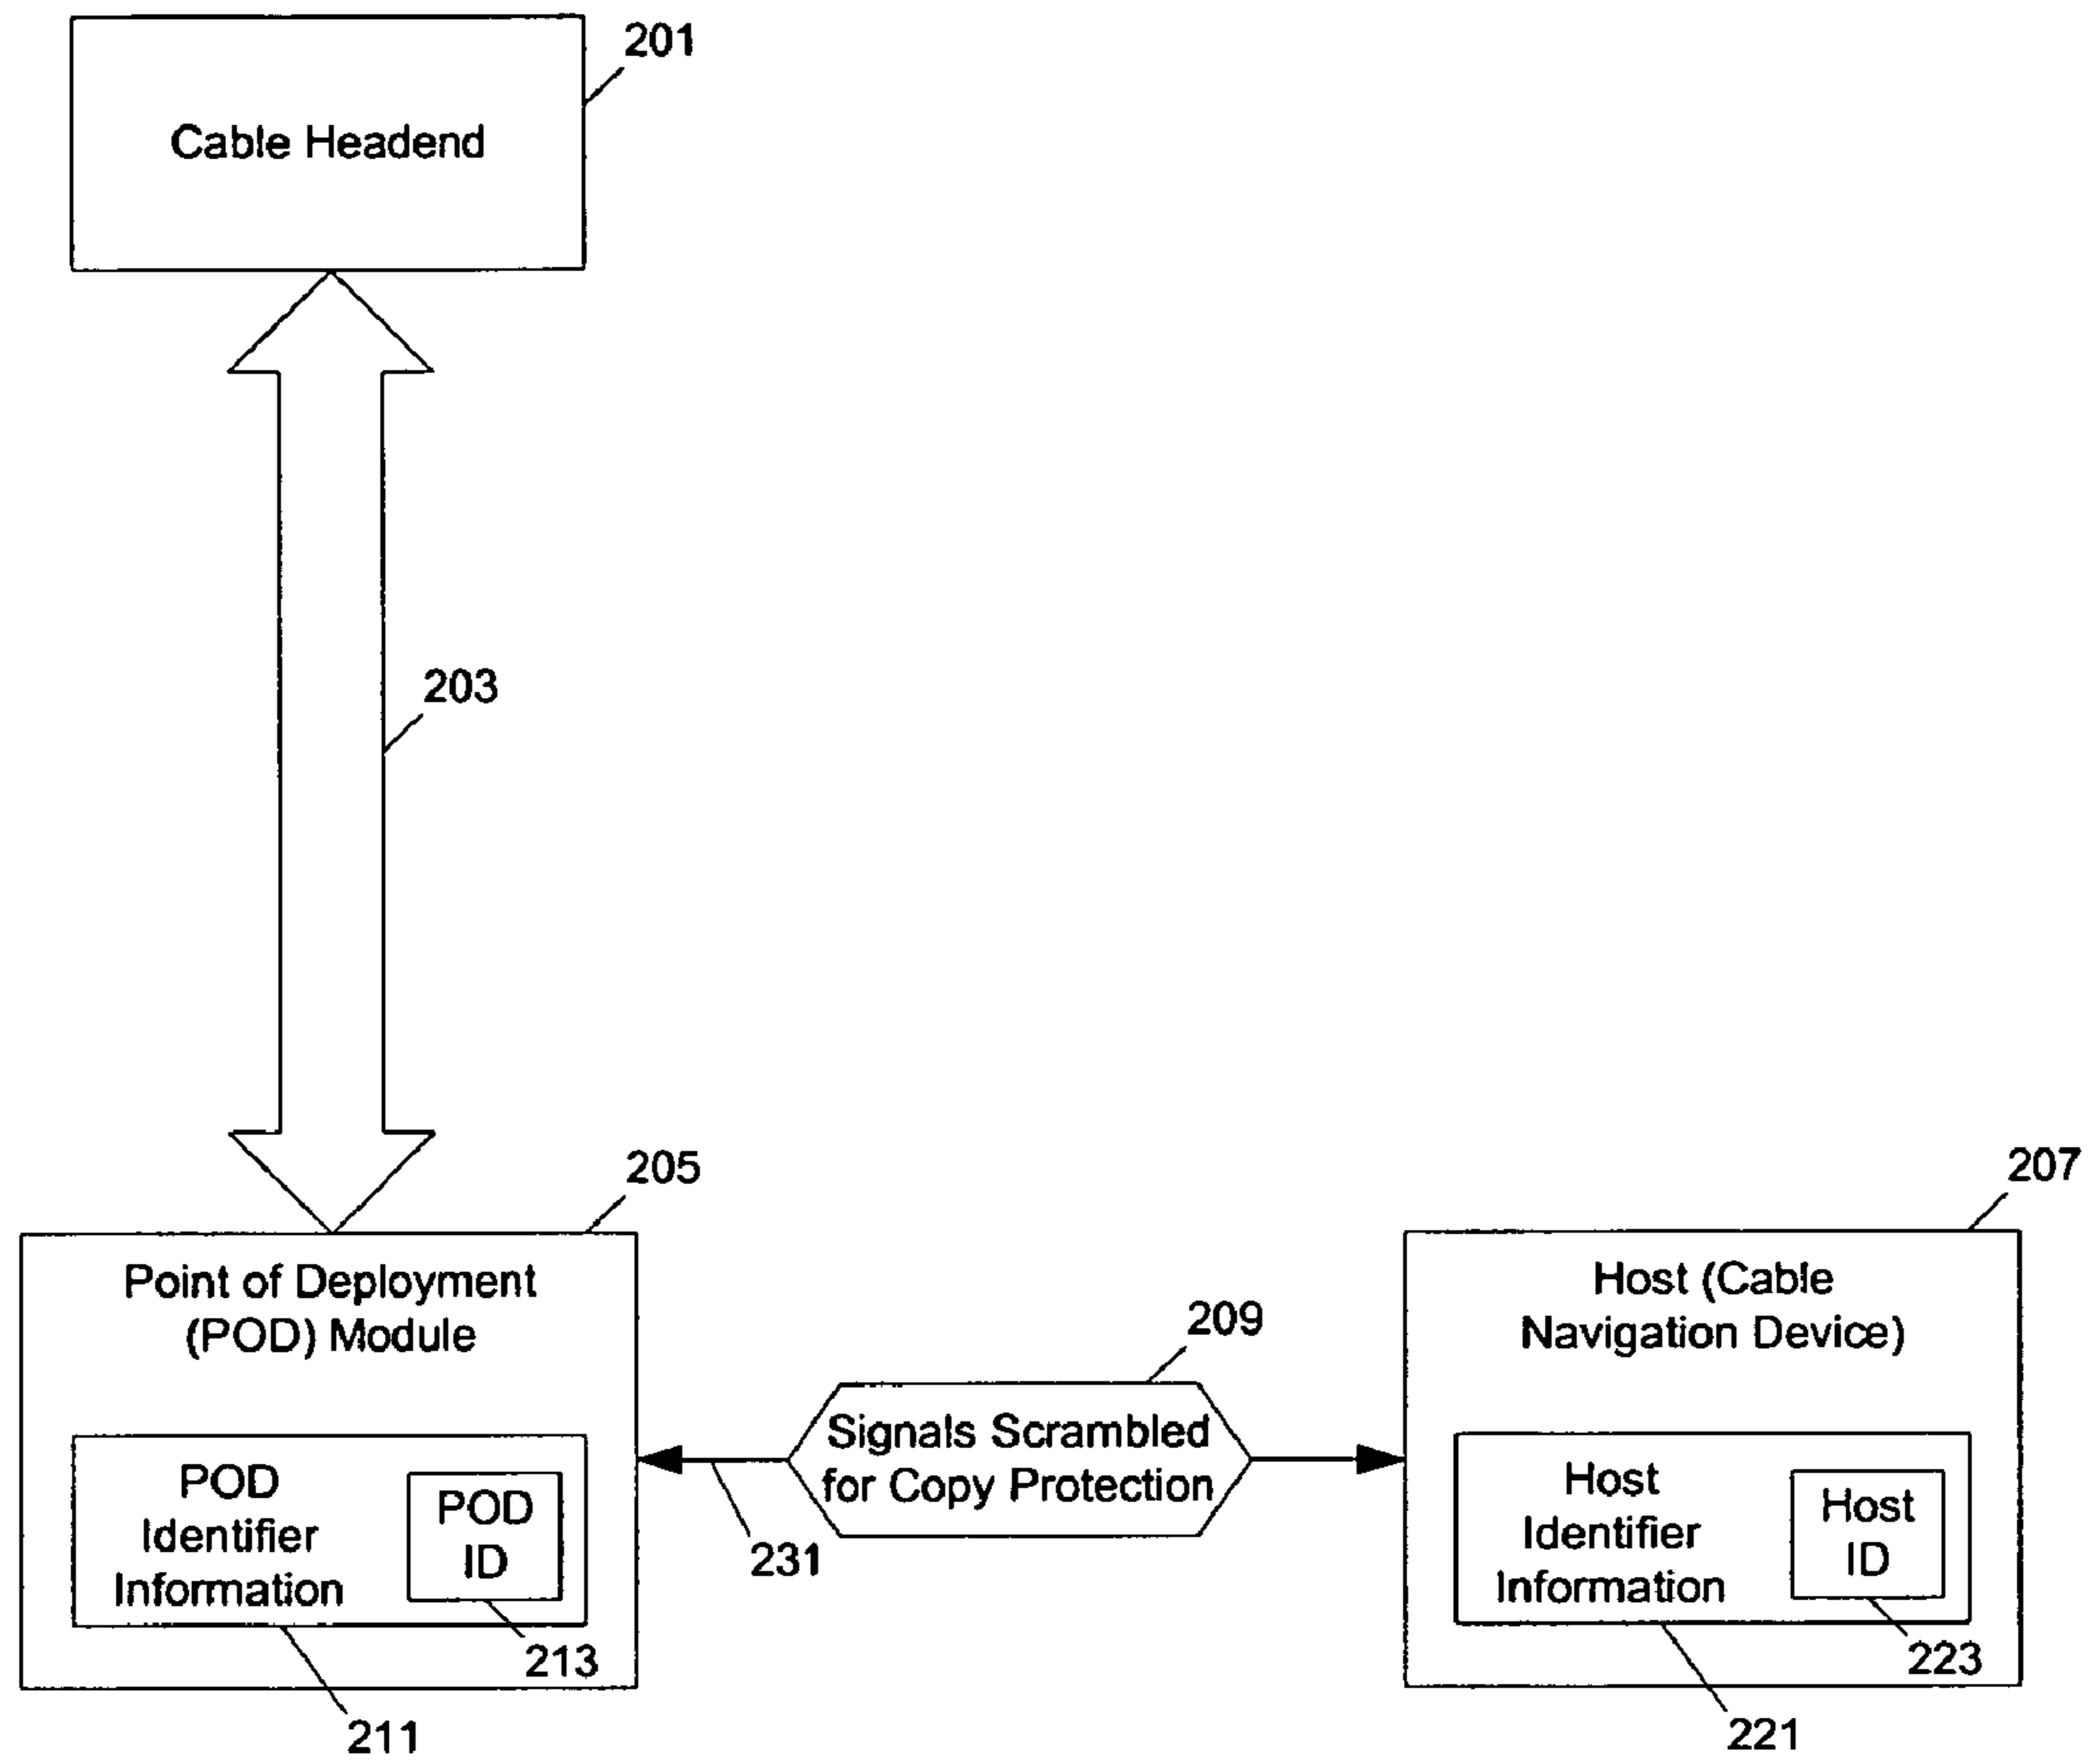 201
Cable Headend
203
205
Point of Deployment
(POD) Module
POD
Identifier
Information
POD
ID
213
211
209
Signals Scrambled
for Copy Protection
231
207
Host (Cable
Navigation Device)
Host
Identifier
Information
Host
ID
223
221